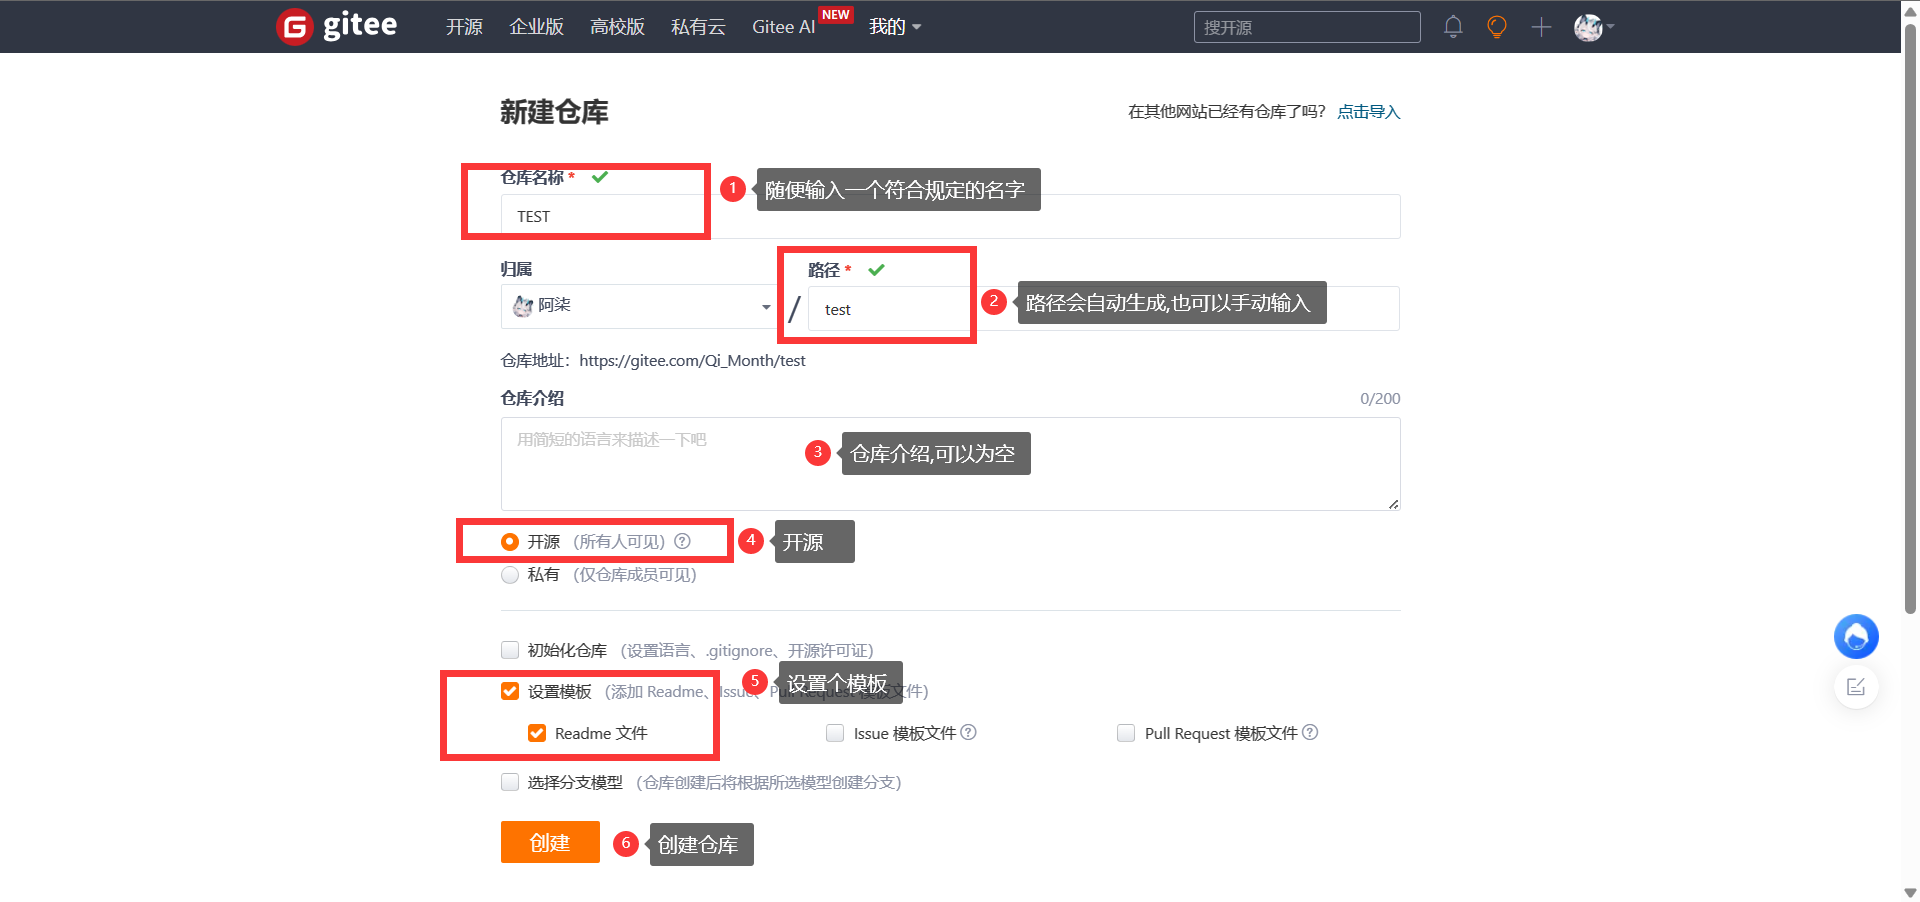 gitee 开源 企业版 高校版 私有云 Gitee AI NEW 我的 搜开源
新建仓库
在其他网站已经有仓库了吗? 点击导入
仓库名称 *
1 随便输入一个符合规定的名字
TEST
归属
路径 *
阿柒 / test
2 路径会自动生成,也可以手动输入
仓库地址：https://gitee.com/Qi_Month/test
仓库介绍 0/200
用简短的语言来描述一下吧
3 仓库介绍,可以为空
开源 （所有人可见） ?
4 开源
私有 （仅仓库成员可见）
初始化仓库 （设置语言、.gitignore、开源许可证）
设置模板 （添加 Readme、Issue、Pull Request 模板文件）
5 设置个模板
Readme 文件 Issue 模板文件 ? Pull Request 模板文件 ?
选择分支模型 （仓库创建后将根据所选模型创建分支）
创建
6 创建仓库